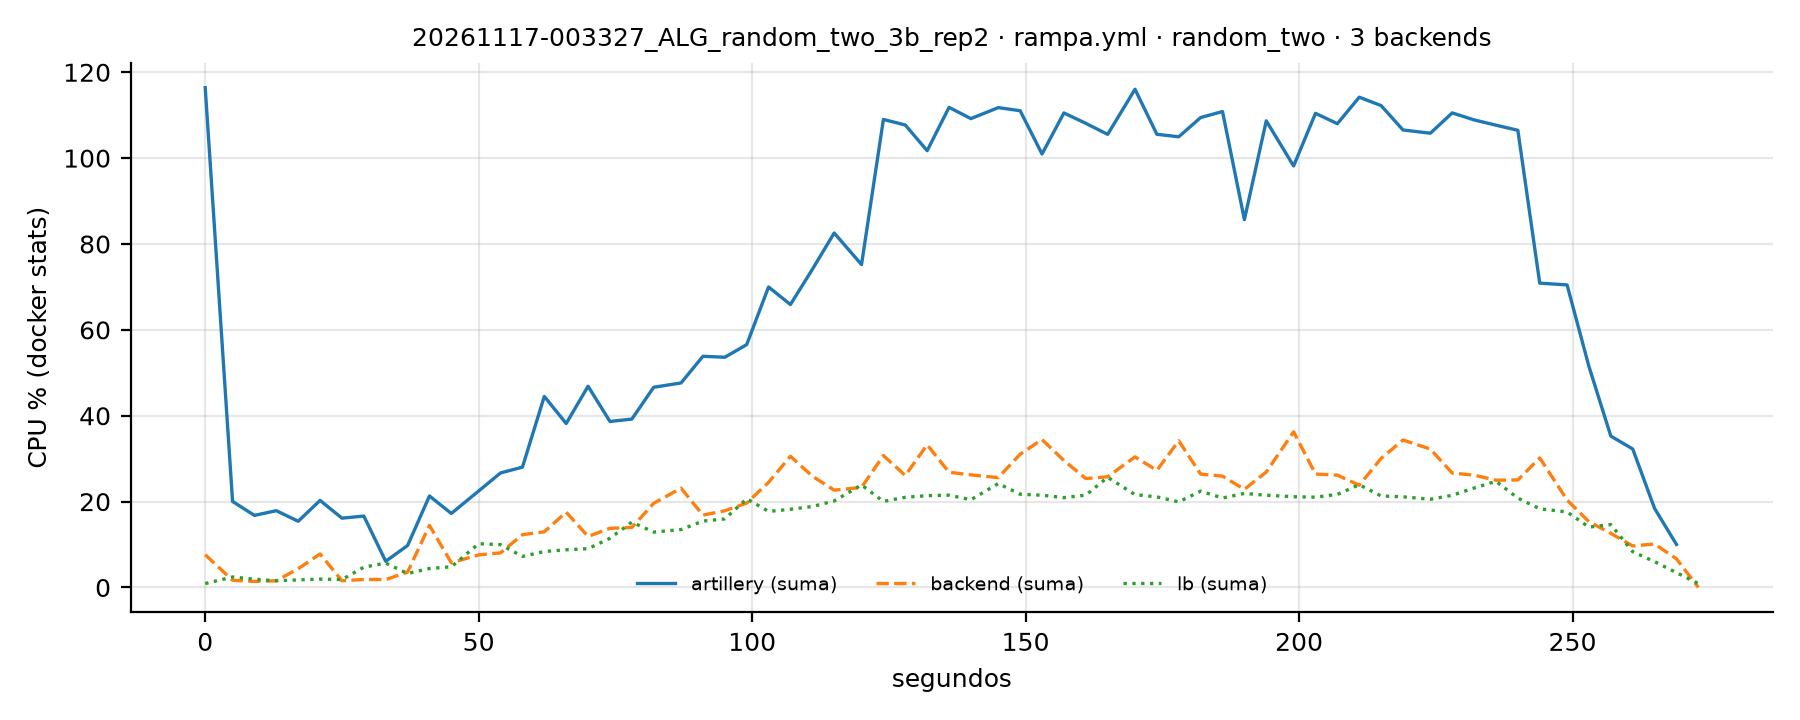 20261117-003327_ALG_random_two_3b_rep2 · rampa.yml · random_two · 3 backends
CPU % (docker stats)
120
100
80
60
40
20
0
artillery (suma) backend (suma) lb (suma)
0 50 100 150 200 250
segundos